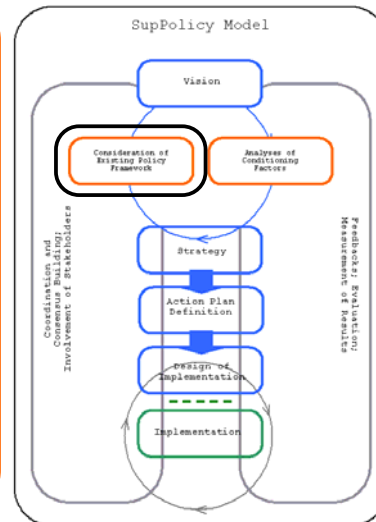 SupPolicy Model
Vision
Consideration of
Existing Policy
Framework
Analyses of
Conditioning
Factors
Coordination and
Consensus Building;
Involvement of Stakeholders
Feedbacks; Evaluation;
Measurement of Results
Strategy
Action Plan
Definition
Design of
Implementation
Implementation